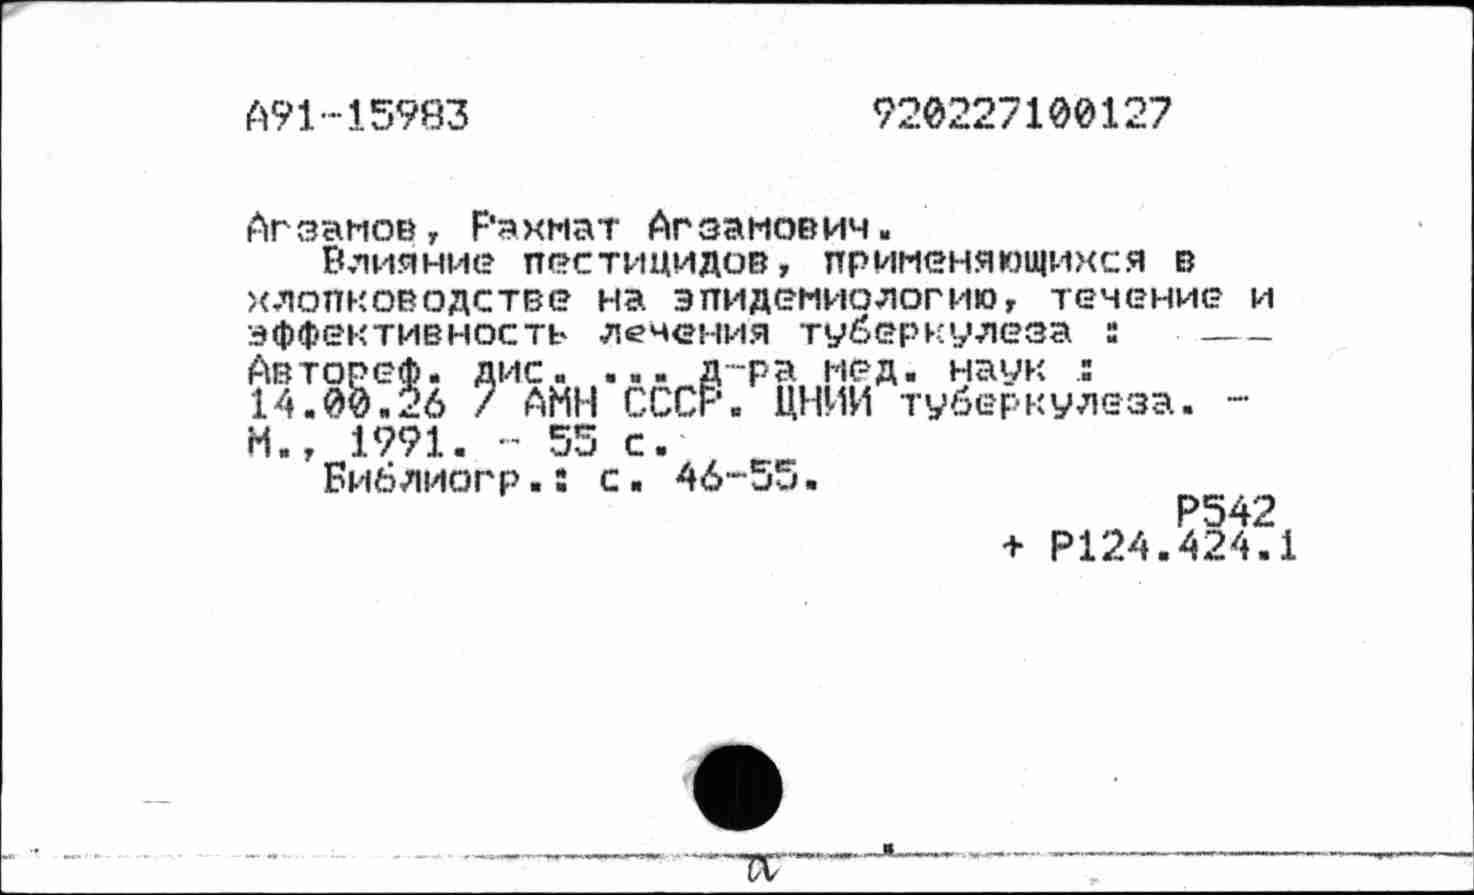 А91-15983 920227100127
Агзамов, Рахмат Агзамович.
Влияние пестицидов, применяющихся в
хлопководстве на эпидемиологию, течение и
эффективность лечения туберкулеза :
Автореф. дис. ... д-ра мед. наук :
14.00.26 / АМН СССР. ЦНИИ туберкулеза. -
М., 1991. - 55 с.
Библиогр.: с. 46-55.
Р542
+ Р124.424.1
а